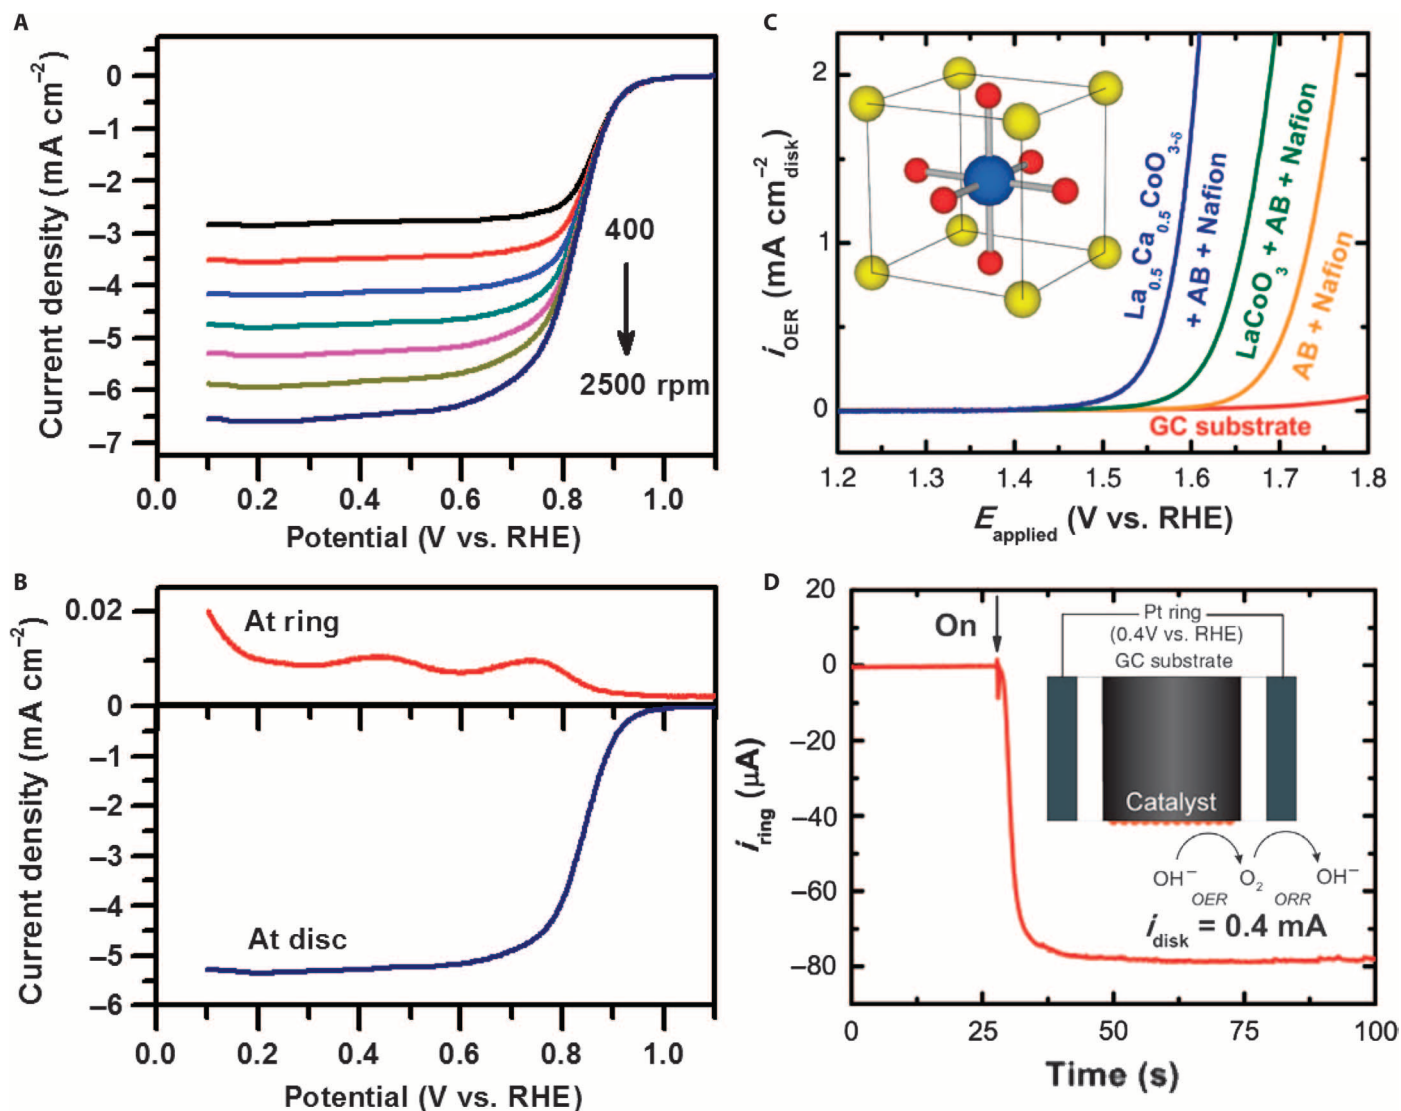 A
0
–1
–2
–3
–4
–5
–6
–7
Current density (mA cm⁻²)
400
2500 rpm
0.0 0.2 0.4 0.6 0.8 1.0
Potential (V vs. RHE)
B
0.02
0
–1
–2
–3
–4
–5
–6
Current density (mA cm⁻²)
At ring
At disc
0.0 0.2 0.4 0.6 0.8 1.0
Potential (V vs. RHE)
C
2
1
0
i_OER (mA cm⁻²_disk)
La₀.₅Ca₀.₅CoO₃₋δ
+ AB + Nafion
LaCoO₃ + AB + Nafion
AB + Nafion
GC substrate
1.2 1.3 1.4 1.5 1.6 1.7 1.8
E_applied (V vs. RHE)
D
20
0
–20
–40
–60
–80
i_ring (μA)
On
Pt ring
(0.4V vs. RHE)
GC substrate
Catalyst
OH⁻ O₂ OH⁻
OER ORR
i_disk = 0.4 mA
0 25 50 75 100
Time (s)